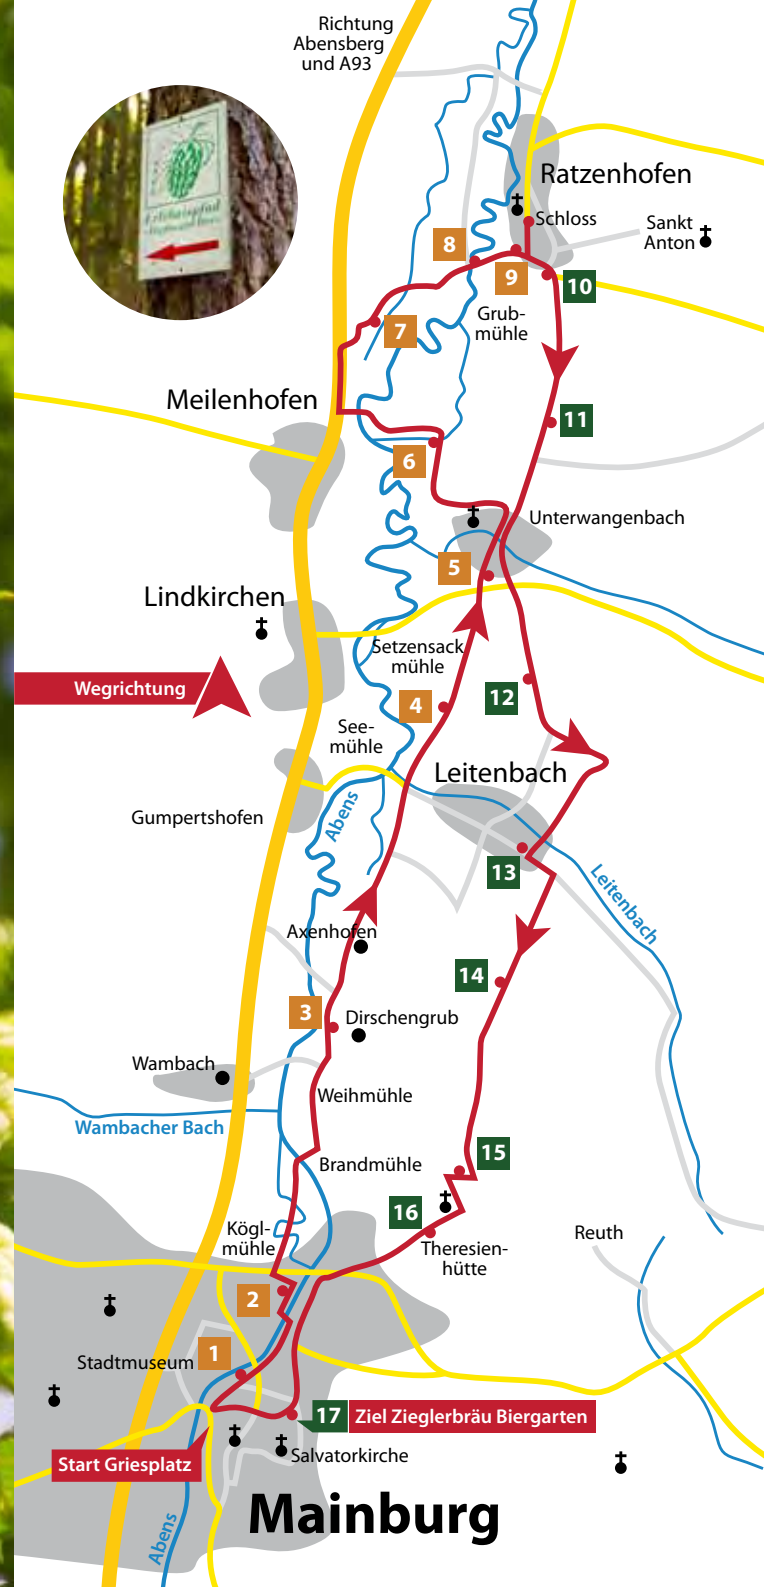 Richtung
Abensberg
und A93
Ratzenhofen
Schloss
Sankt
Anton
8
9
10
Grub-
mühle
7
Meilenhofen
11
6
Unterwangenbach
5
Lindkirchen
Setzensack
mühle
Wegrichtung
4
12
See-
mühle
Leitenbach
Gumpertshofen
Abens
13
Leitenbach
Axenhofen
14
3
Dirschengrub
Wambach
Weihmühle
Wambacher Bach
15
Brandmühle
16
Kögl-
mühle
Theresien-
hütte
Reuth
2
1
Stadtmuseum
17
Ziel Zieglerbräu Biergarten
Start Griesplatz
Salvatorkirche
Mainburg
Abens